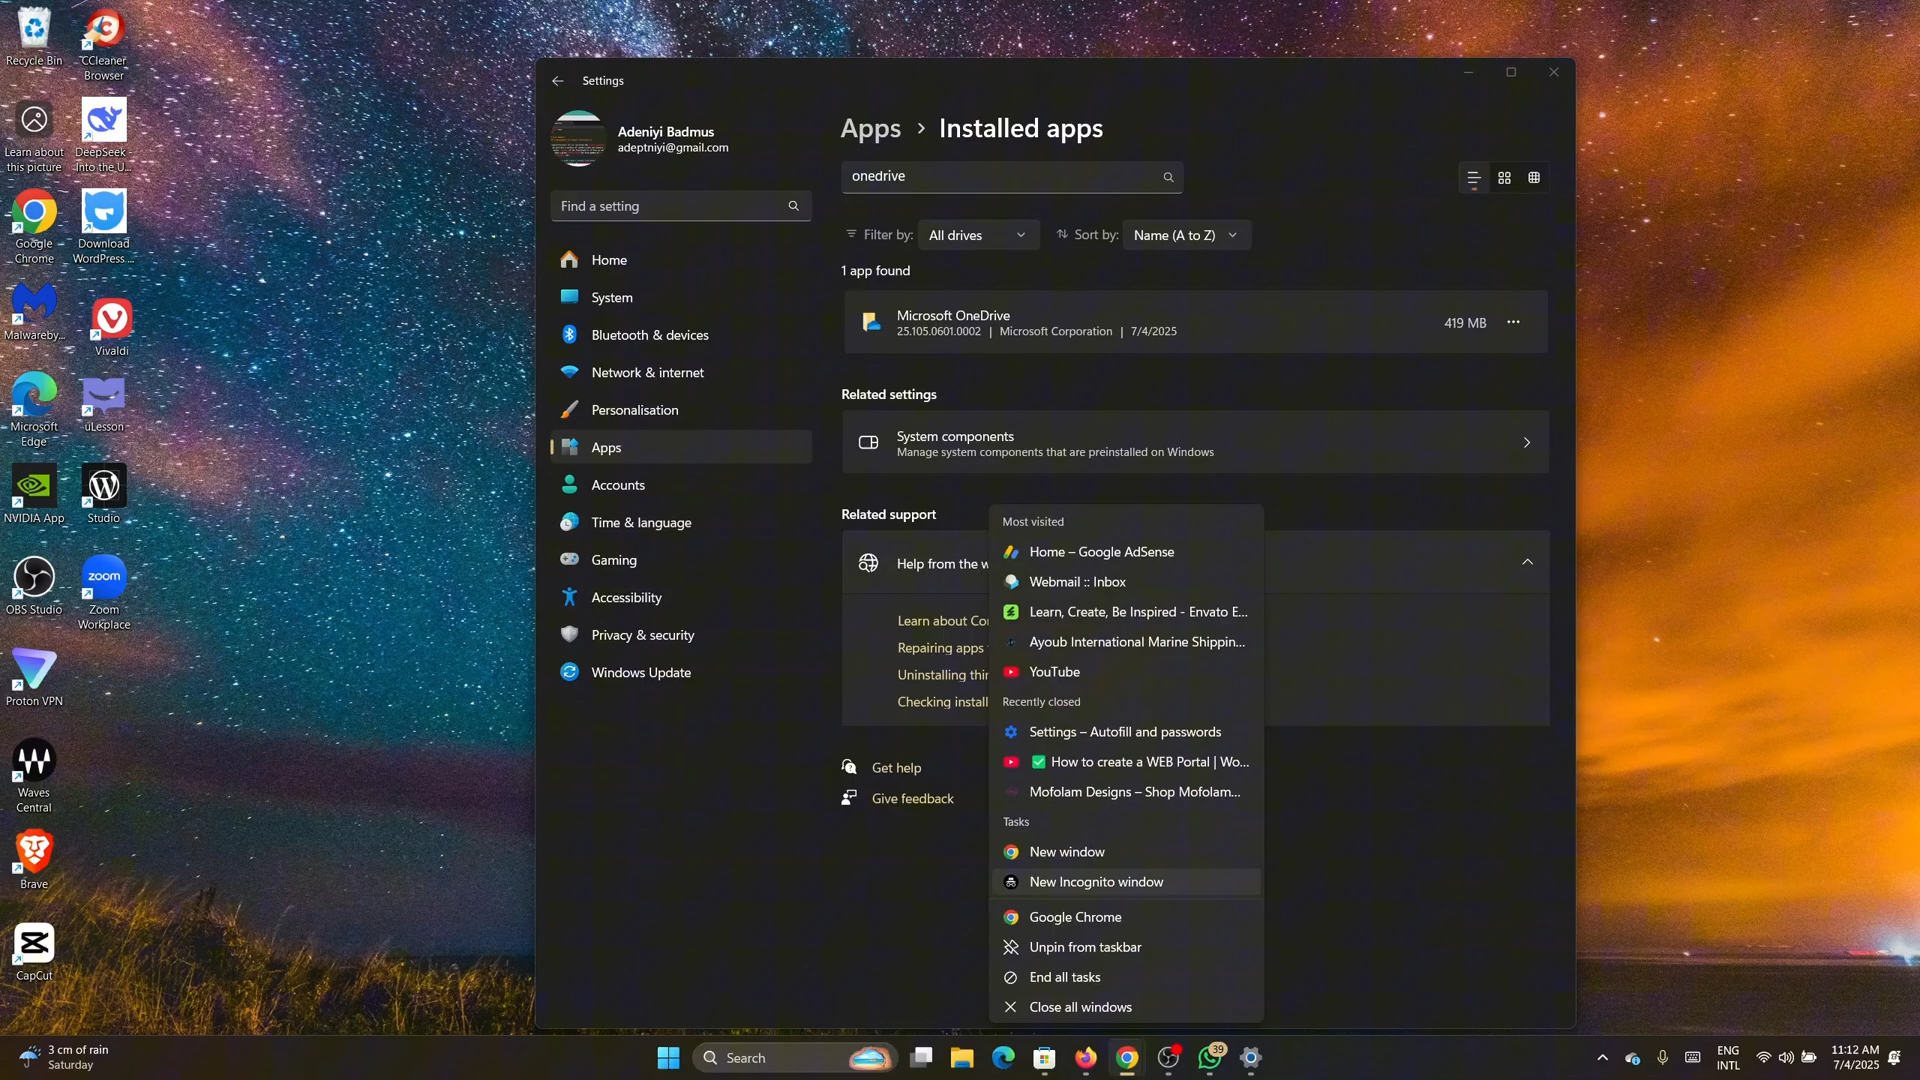 Recycle Bin
CCleaner
Browser
Learn about
this picture
DeepSeek -
Into the U...
Google
Chrome
Download
WordPress ...
Malwareby...
Vivaldi
Microsoft
Edge
uLesson
NVIDIA App
Studio
OBS Studio
zoom
Zoom
Workplace
Proton VPN
Waves
Central
Brave
CapCut
Settings
Adeniyi Badmus
adeptniyi@gmail.com
Find a setting
Home
System
Bluetooth & devices
Network & internet
Personalisation
Apps
Accounts
Time & language
Gaming
Accessibility
Privacy & security
Windows Update
Apps > Installed apps
onedrive
Filter by: All drives
Sort by: Name (A to Z)
1 app found
Microsoft OneDrive
25.105.0601.0002 | Microsoft Corporation | 7/4/2025
419 MB
Related settings
System components
Manage system components that are preinstalled on Windows
Related support
Help from the w
Learn about Co
Repairing apps
Uninstalling thi
Checking install
Get help
Give feedback
Most visited
Home – Google AdSense
Webmail :: Inbox
Learn, Create, Be Inspired - Envato E...
Ayoub International Marine Shippin...
YouTube
Recently closed
Settings – Autofill and passwords
✅ How to create a WEB Portal | Wo...
Mofolam Designs – Shop Mofolam...
Tasks
New window
New Incognito window
Google Chrome
Unpin from taskbar
End all tasks
Close all windows
3 cm of rain
Saturday
Search
39
ENG
INTL
11:12 AM
7/4/2025